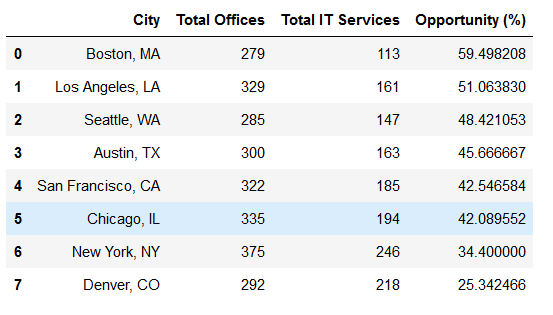 City Total Offices Total IT Services Opportunity (%)
0 Boston, MA 279 113 59.498208
1 Los Angeles, LA 329 161 51.063830
2 Seattle, WA 285 147 48.421053
3 Austin, TX 300 163 45.666667
4 San Francisco, CA 322 185 42.546584
5 Chicago, IL 335 194 42.089552
6 New York, NY 375 246 34.400000
7 Denver, CO 292 218 25.342466